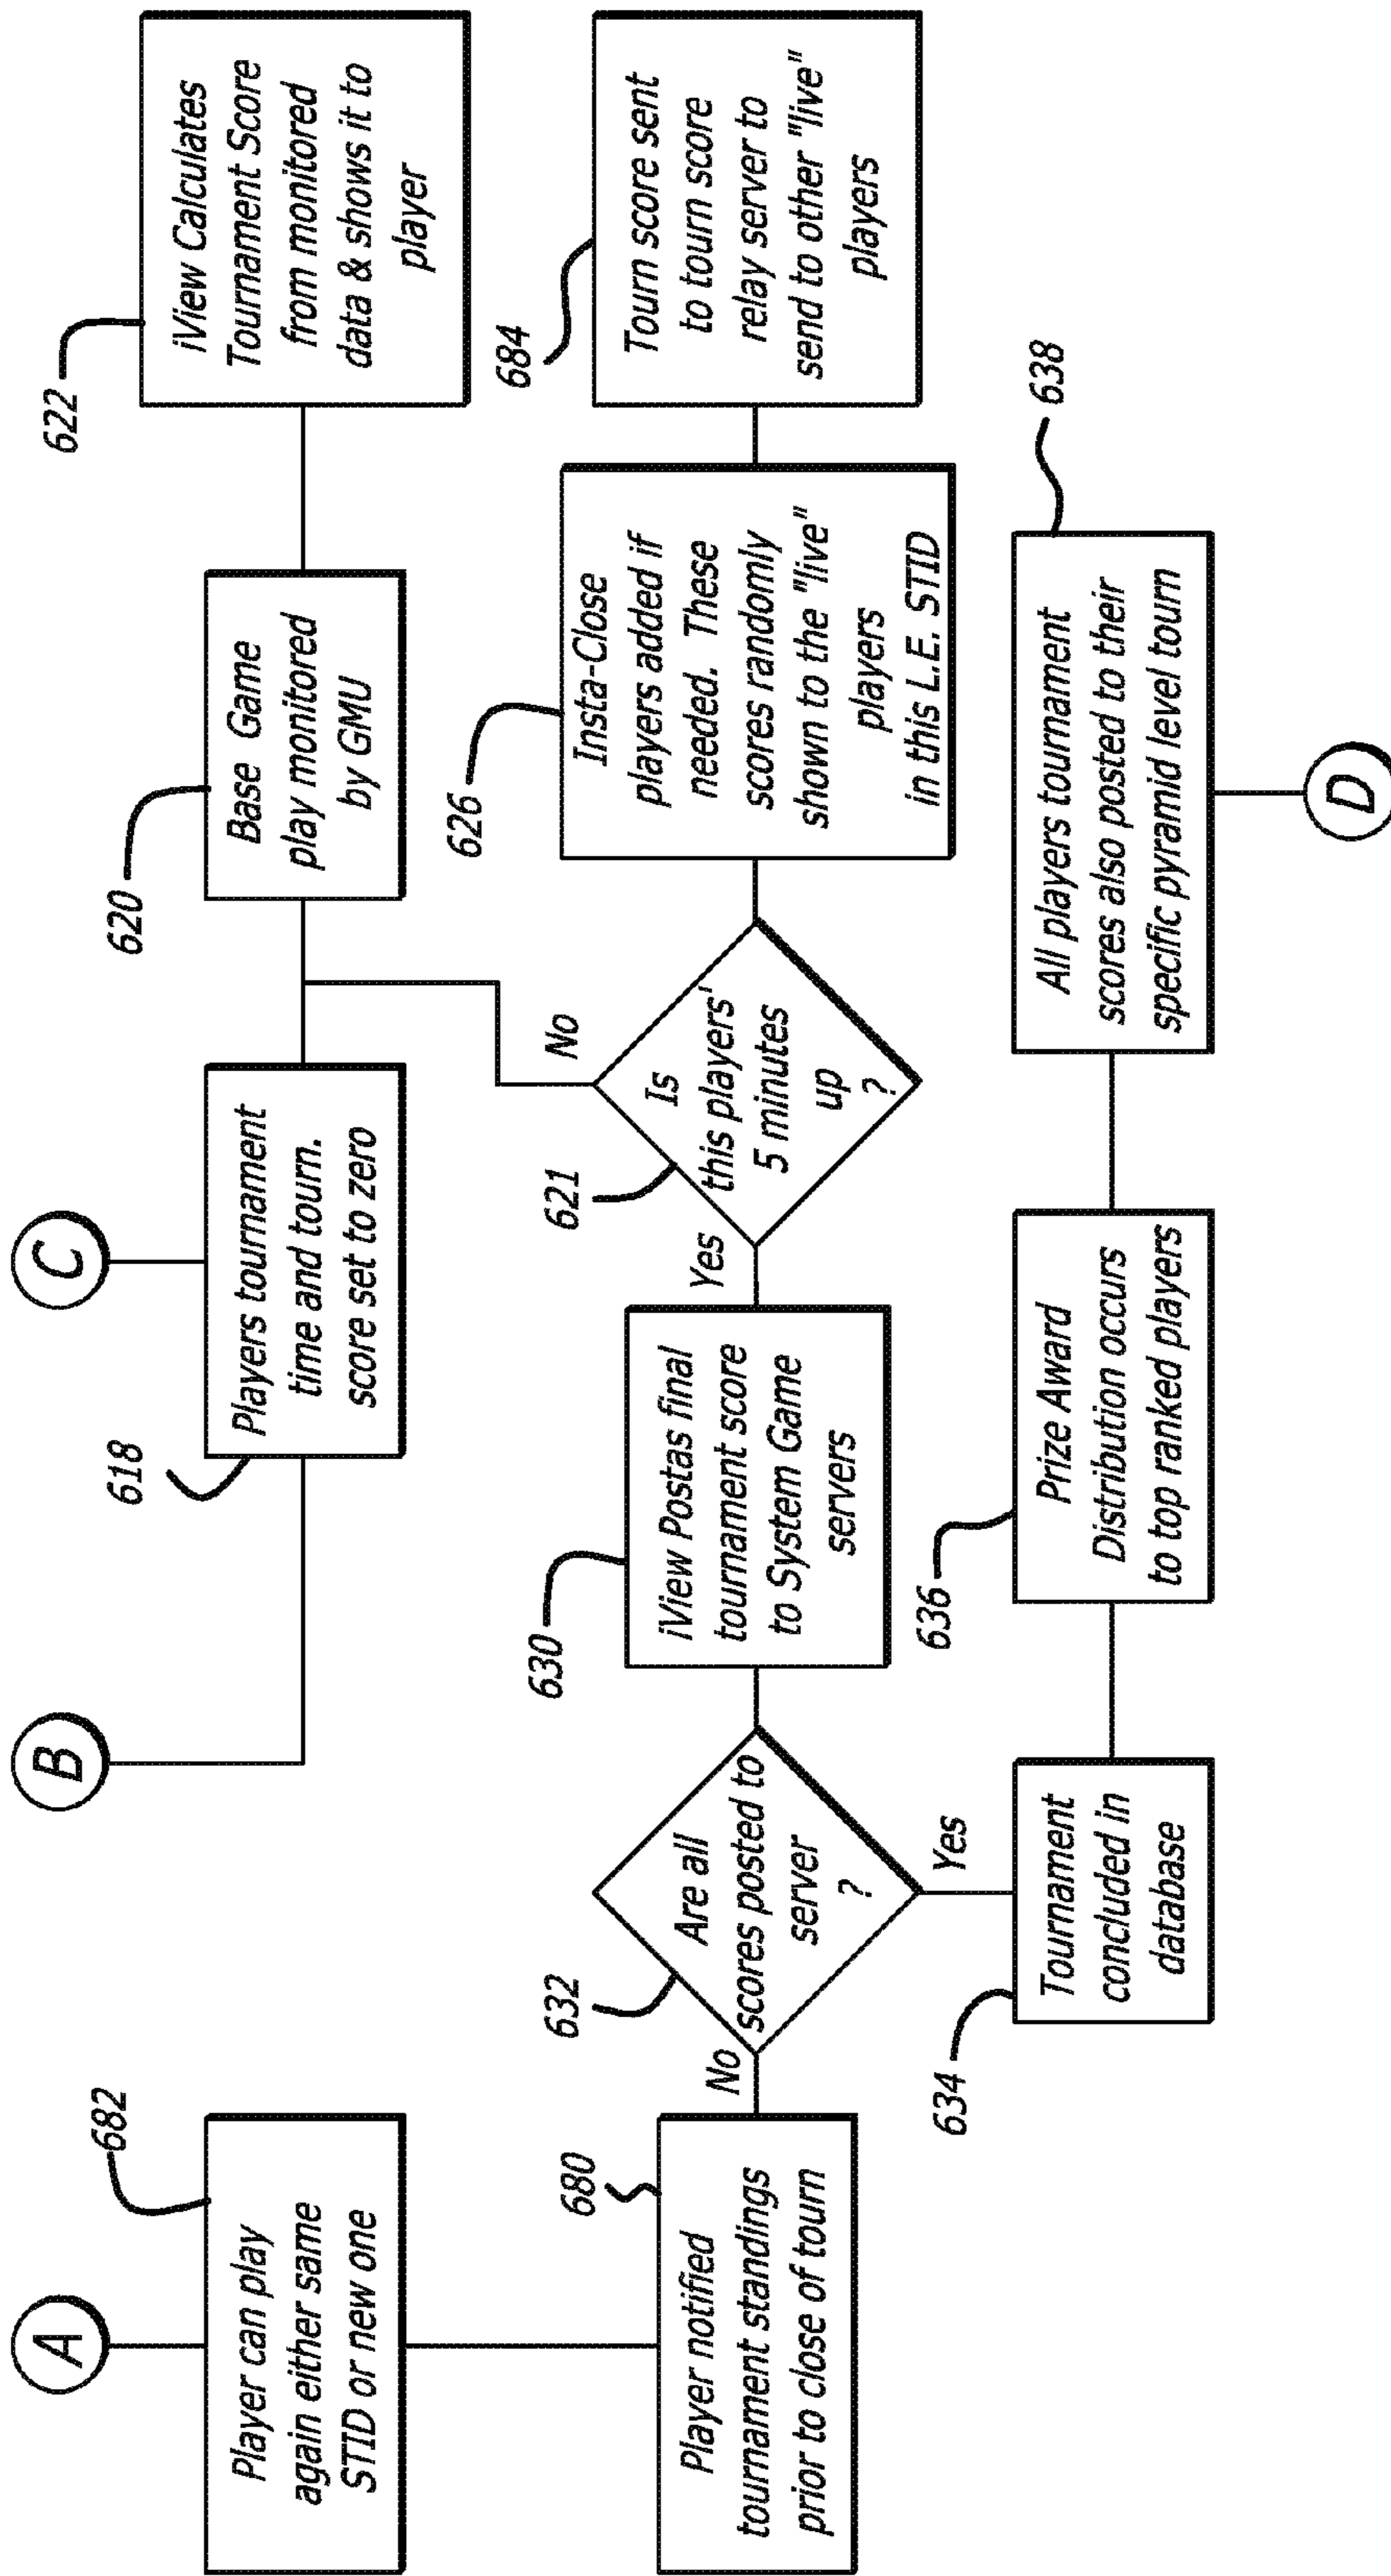 A
B
C
682
Player can play
again either same
STID or new one
618
Players tournament
time and tourn.
score set to zero
620
Base Game
play monitored
by GMU
622
iView Calculates
Tournament Score
from monitored
data & shows it to
player
680
Player notified
tournament standings
prior to close of tourn
No
632
Are all
scores posted to
server
?
Yes
630
iView Postas final
tournament score
to System Game
servers
Yes
621
Is
this players'
5 minutes
up
?
No
626
Insta-Close
players added if
needed. These
scores randomly
shown to the "live"
players
in this L.E. STID
684
Tourn score sent
to tourn score
relay server to
send to other "live"
players
634
Tournament
concluded in
database
636
Prize Award
Distribution occurs
to top ranked players
638
All players tournament
scores also posted to their
specific pyramid level tourn
D